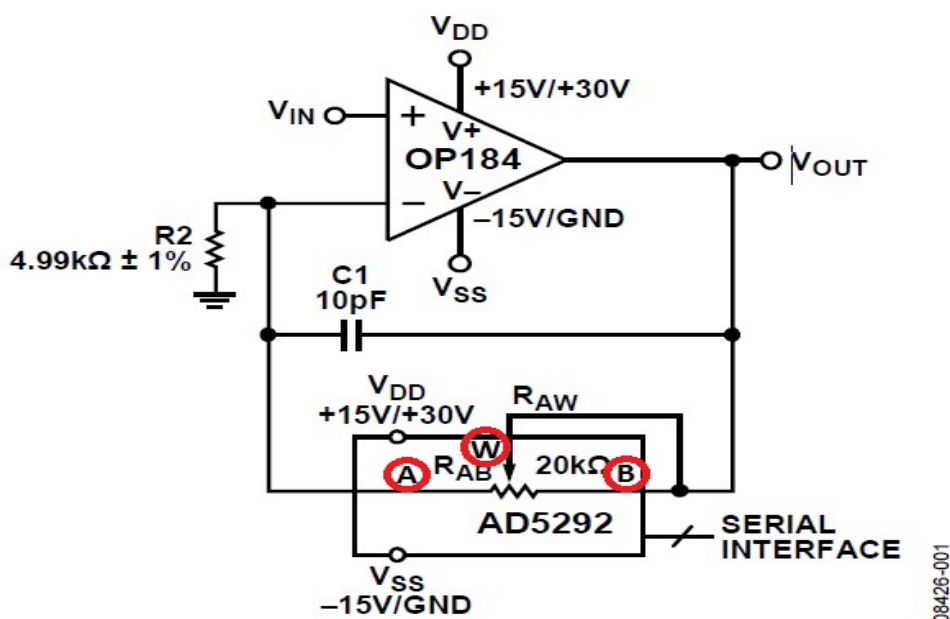 VDD
+15V/+30V
VIN
+
V+
OP184
V–
–
–15V/GND
VSS
VOUT
R2
4.99kΩ ± 1%
C1
10pF
VDD
+15V/+30V
RAW
W
A
RAB
20kΩ
B
AD5292
SERIAL
INTERFACE
VSS
–15V/GND
08426-001